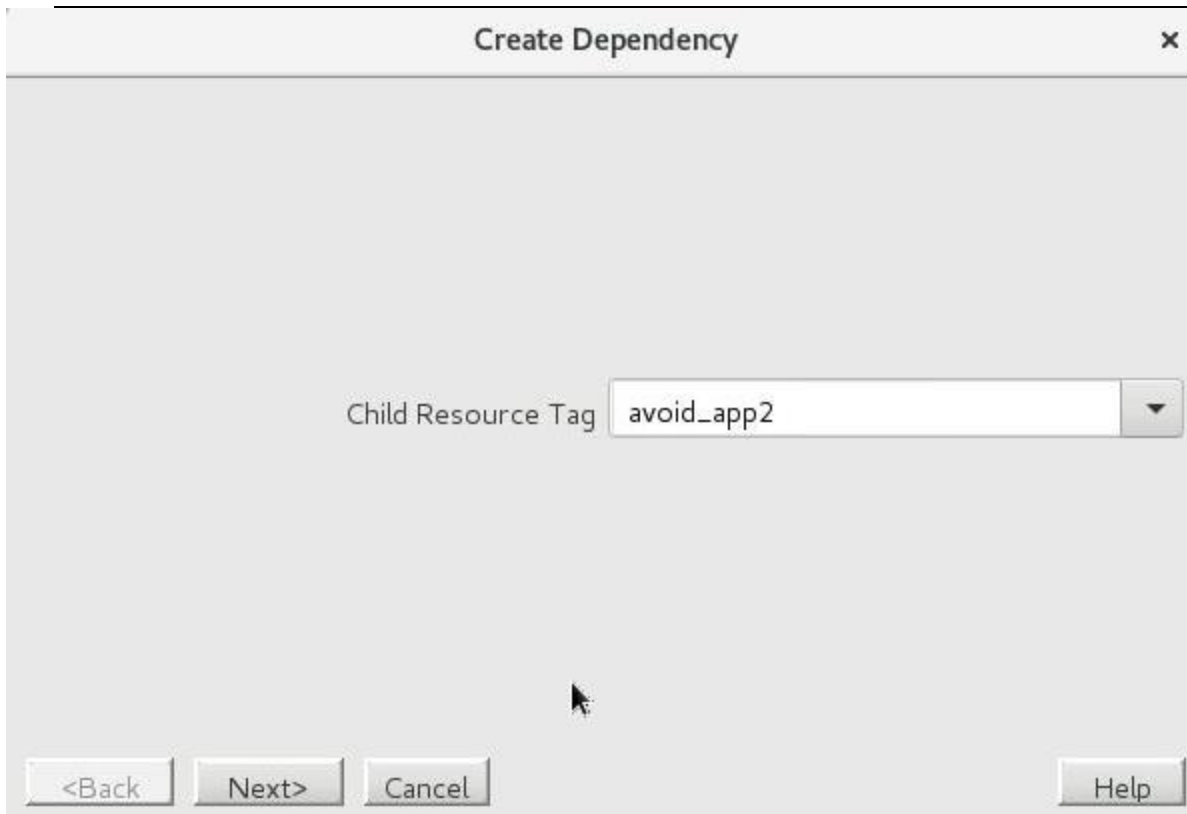 Create Dependency ×
Child Resource Tag avoid_app2
<Back Next> Cancel Help